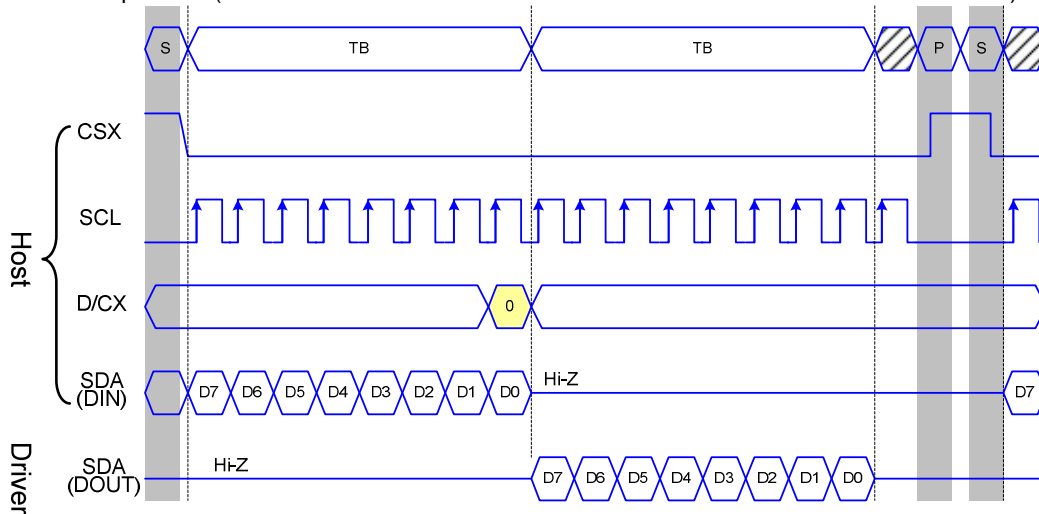 S TB TB P S
CSX
SCL
D/CX 0
SDA
(DIN) D7 D6 D5 D4 D3 D2 D1 D0 Hi-Z D7
Host
SDA
(DOUT) Hi-Z D7 D6 D5 D4 D3 D2 D1 D0
Driver